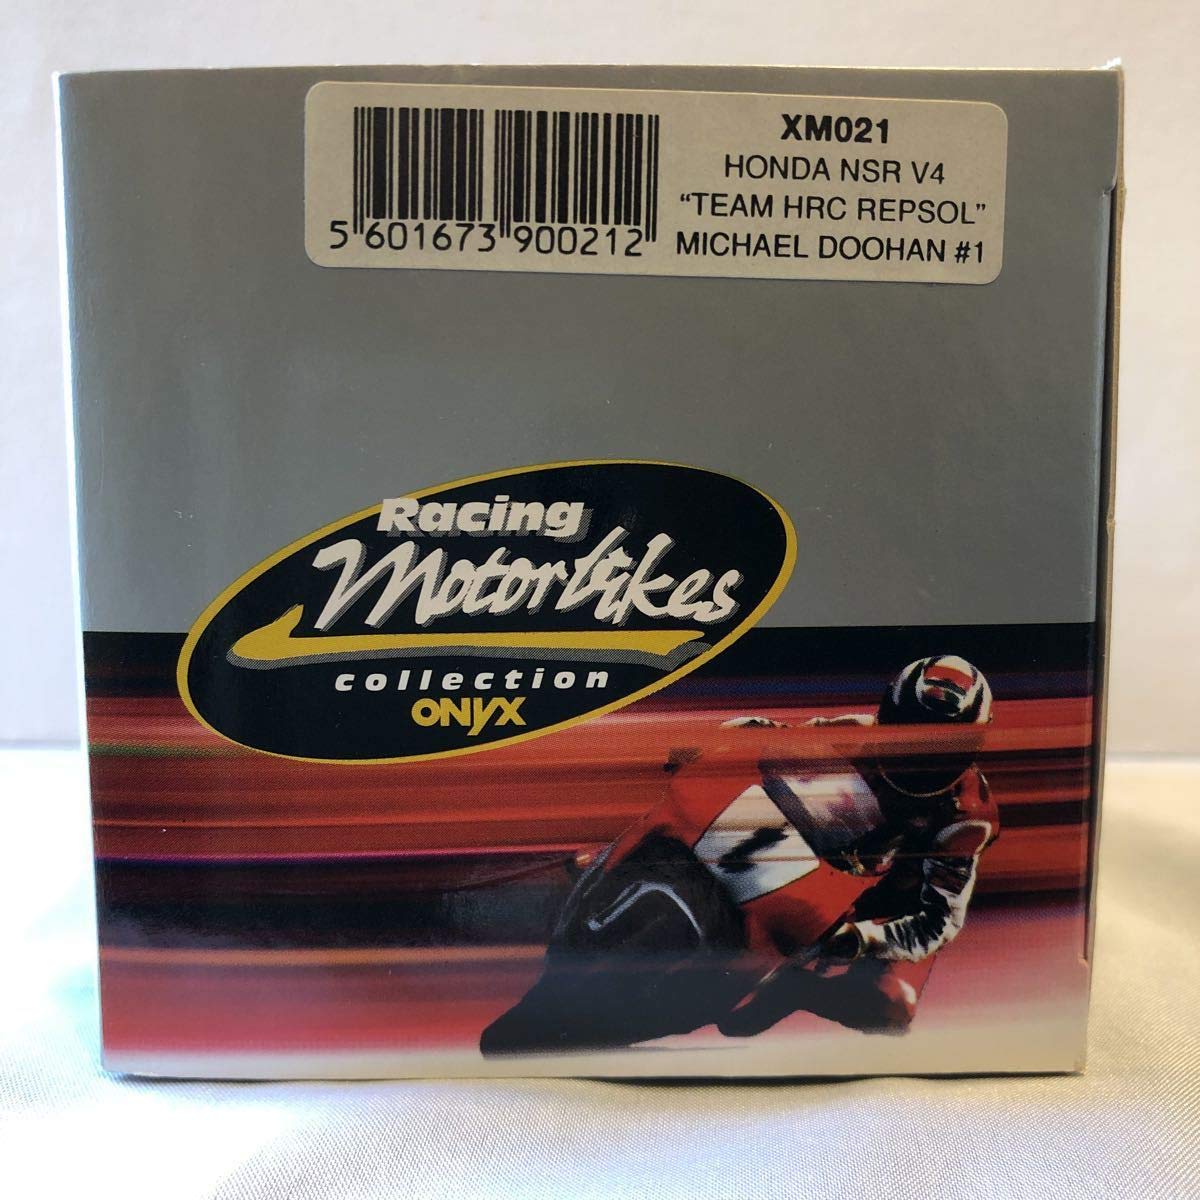 XM021
HONDA NSR V4
“TEAM HRC REPSOL”
MICHAEL DOOHAN #1
5 601673 900212
Racing
Motorbikes
collection
ONYX